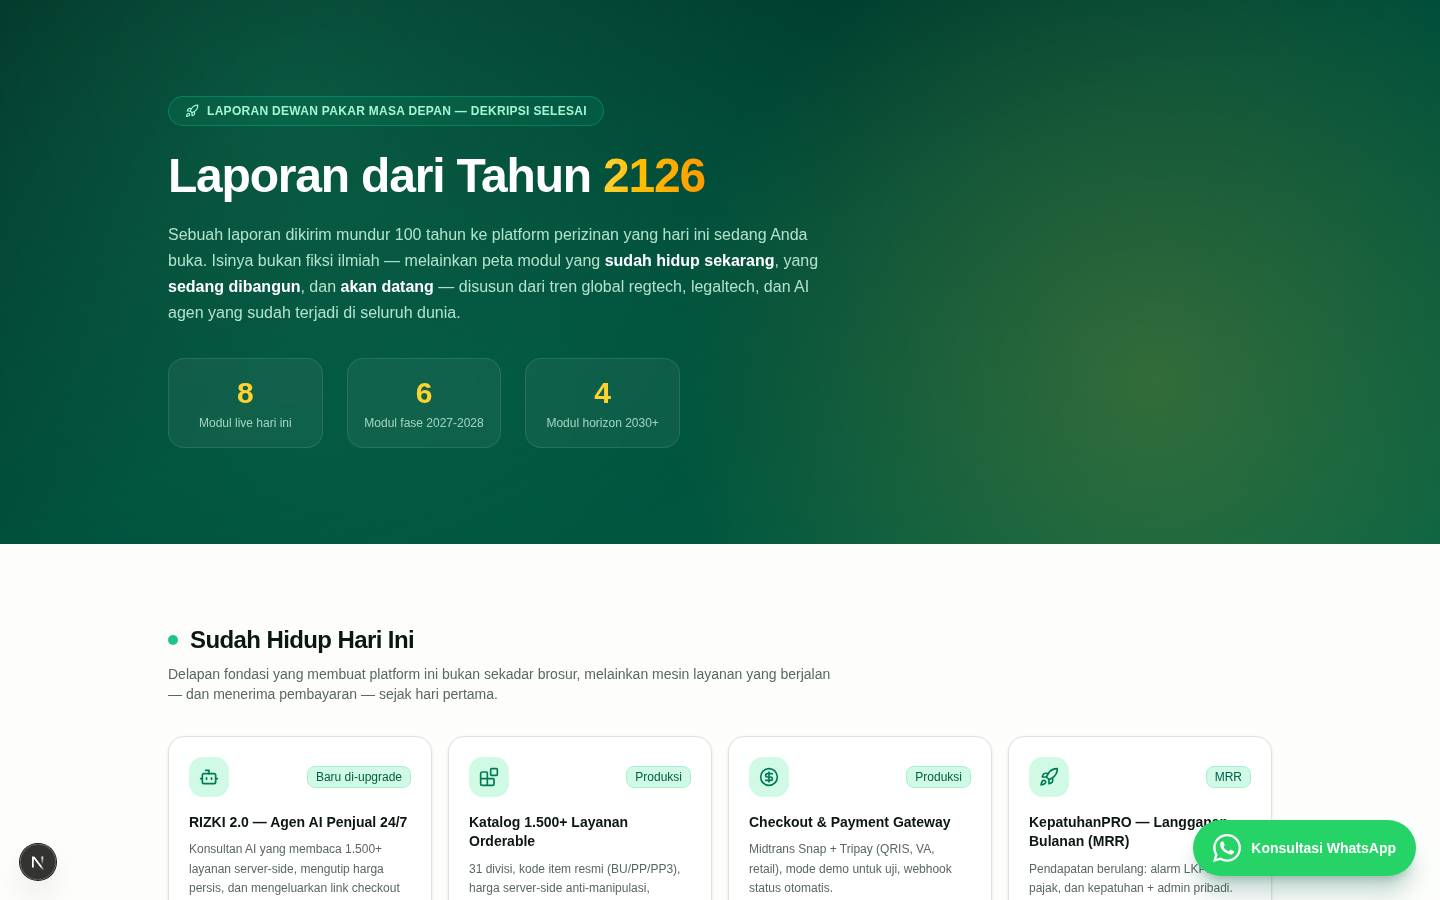 LAPORAN DEWAN PAKAR MASA DEPAN — DEKRIPSI SELESAI
Laporan dari Tahun 2126
Sebuah laporan dikirim mundur 100 tahun ke platform perizinan yang hari ini sedang Anda
buka. Isinya bukan fiksi ilmiah — melainkan peta modul yang sudah hidup sekarang, yang
sedang dibangun, dan akan datang — disusun dari tren global regtech, legaltech, dan AI
agen yang sudah terjadi di seluruh dunia.
8
Modul live hari ini
6
Modul fase 2027-2028
4
Modul horizon 2030+
Sudah Hidup Hari Ini
Delapan fondasi yang membuat platform ini bukan sekadar brosur, melainkan mesin layanan yang berjalan
— dan menerima pembayaran — sejak hari pertama.
Baru di-upgrade
RIZKI 2.0 — Agen AI Penjual 24/7
Konsultan AI yang membaca 1.500+
layanan server-side, mengutip harga
persis, dan mengeluarkan link checkout
Produksi
Katalog 1.500+ Layanan
Orderable
31 divisi, kode item resmi (BU/PP/PP3),
harga server-side anti-manipulasi,
Produksi
Checkout & Payment Gateway
Midtrans Snap + Tripay (QRIS, VA,
retail), mode demo untuk uji, webhook
status otomatis.
MRR
KepatuhanPRO — Langganan
Bulanan (MRR)
Pendapatan berulang: alarm
pajak, dan kepatuhan + admin pribadi.
Konsultasi WhatsApp